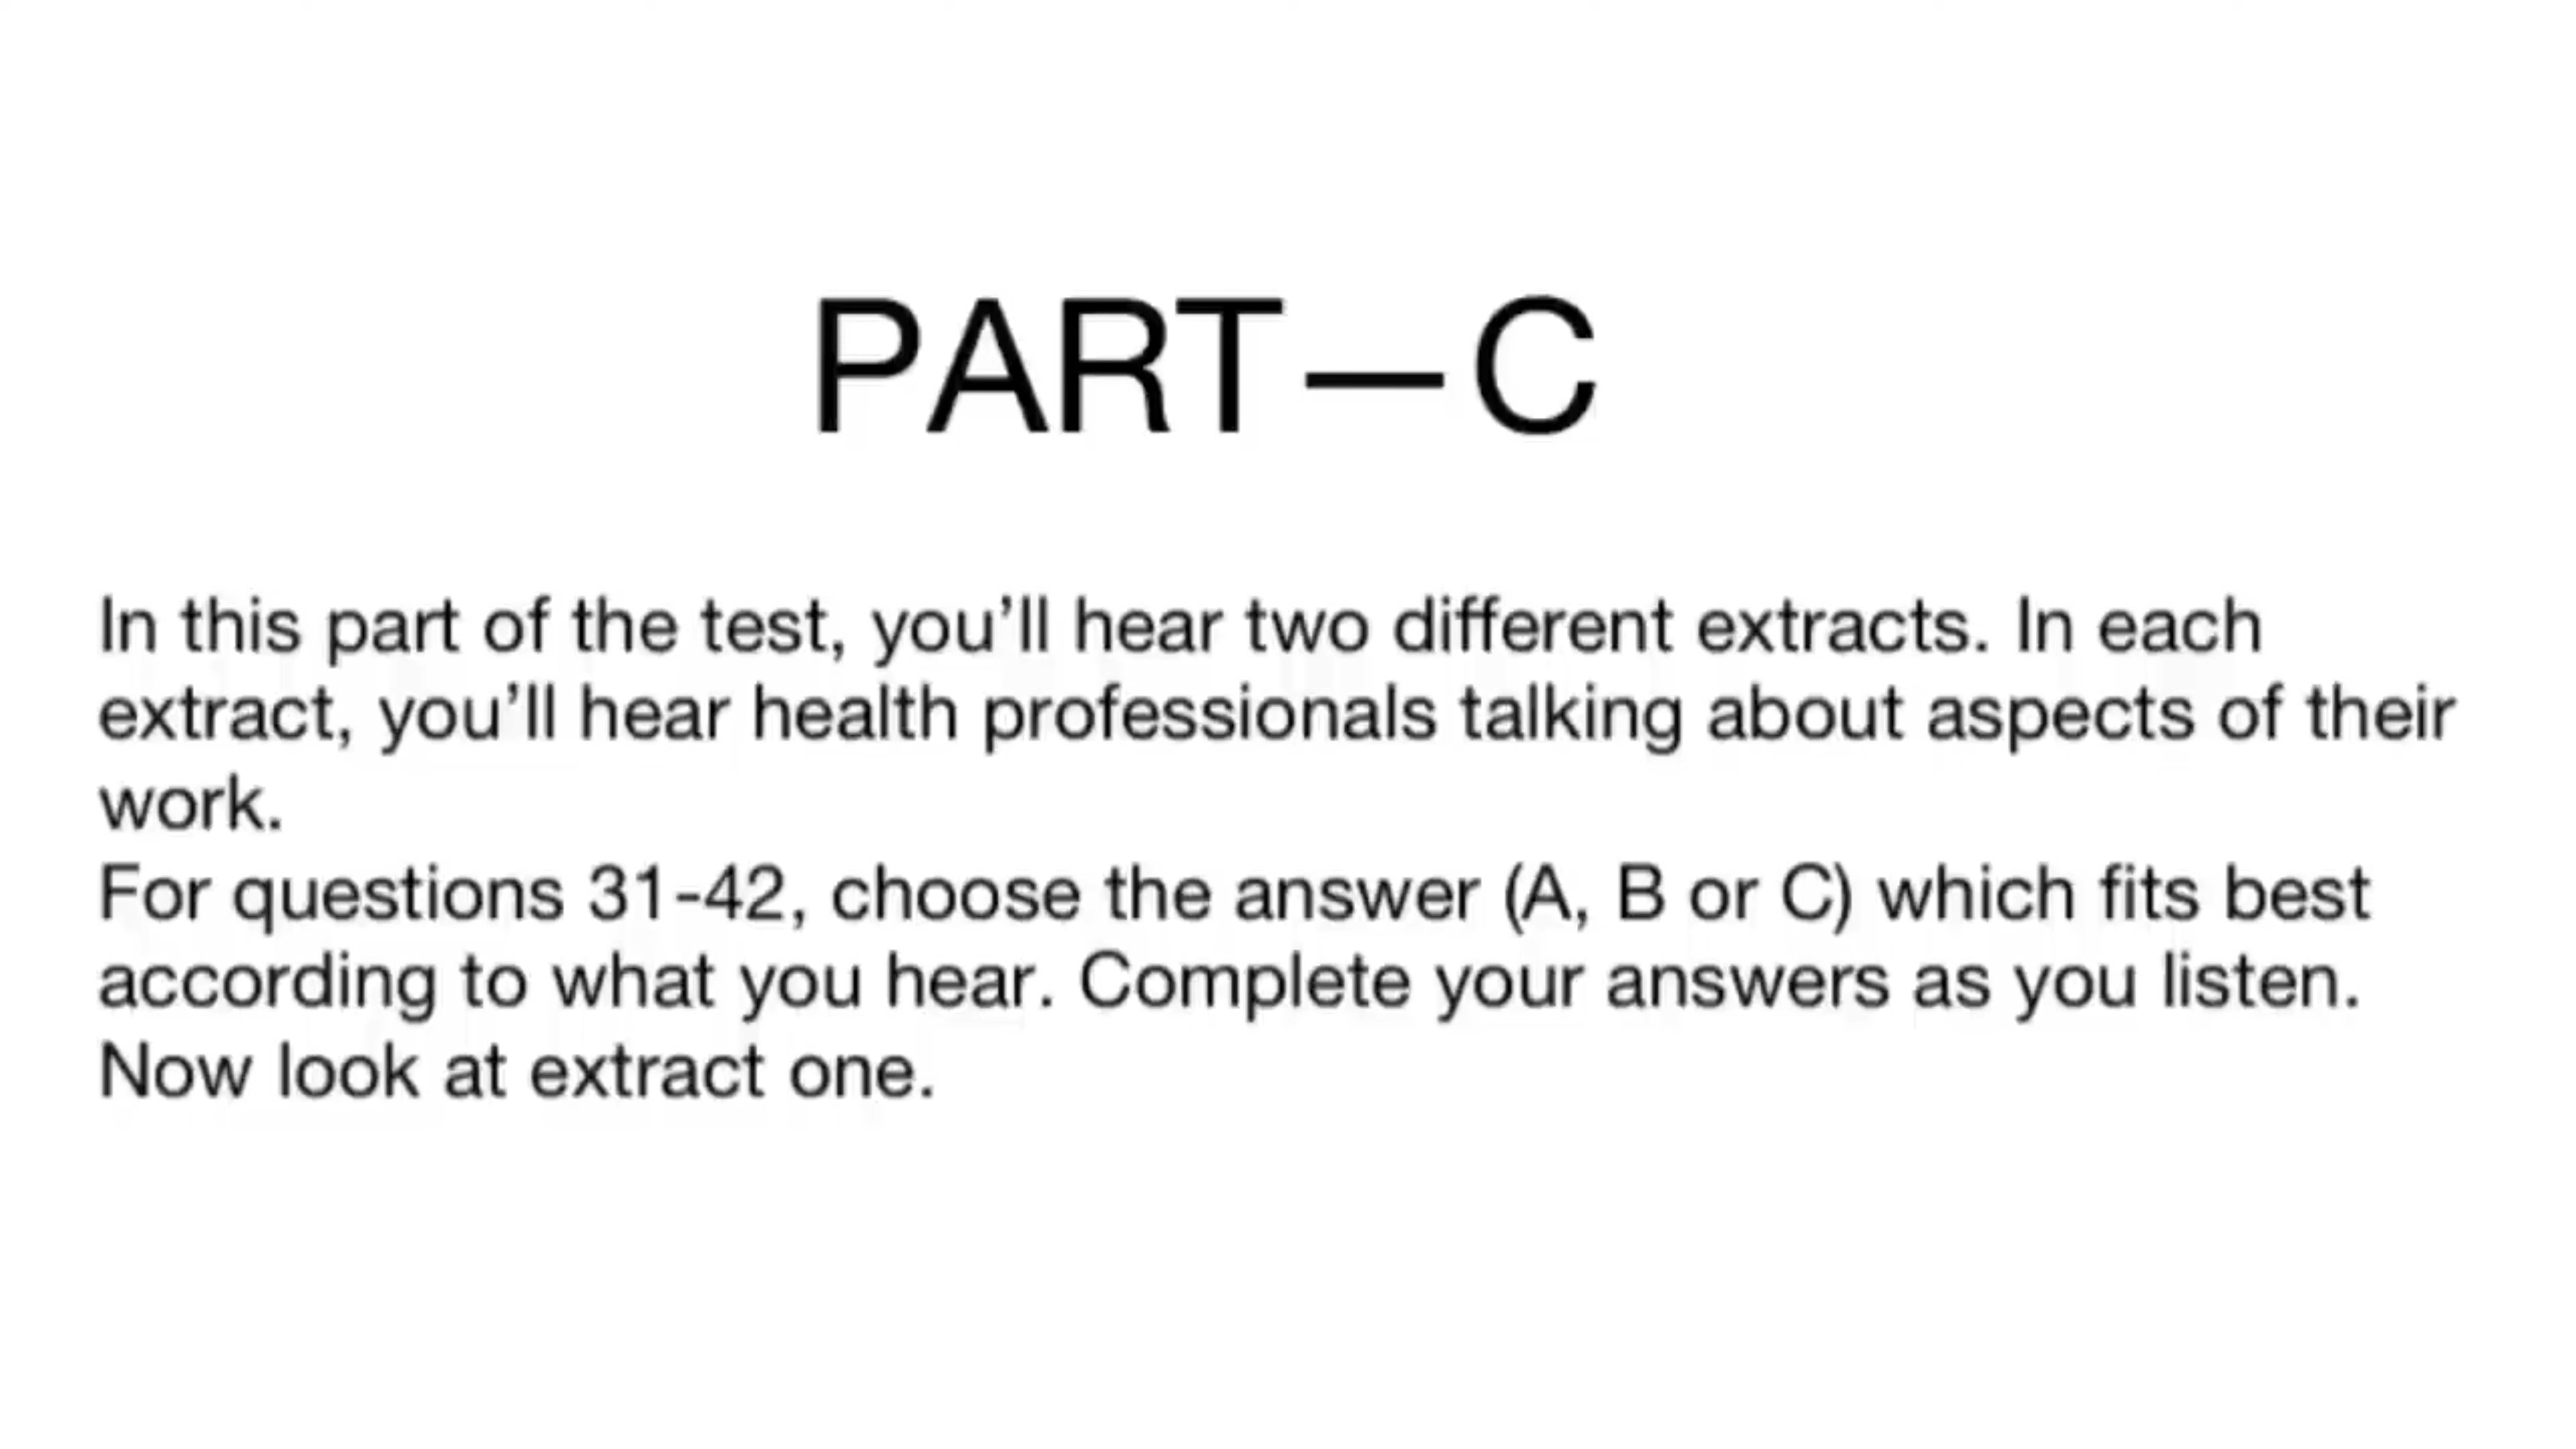 PART—C
In this part of the test, you’ll hear two different extracts. In each
extract, you’ll hear health professionals talking about aspects of their
work.
For questions 31-42, choose the answer (A, B or C) which fits best
according to what you hear. Complete your answers as you listen.
Now look at extract one.